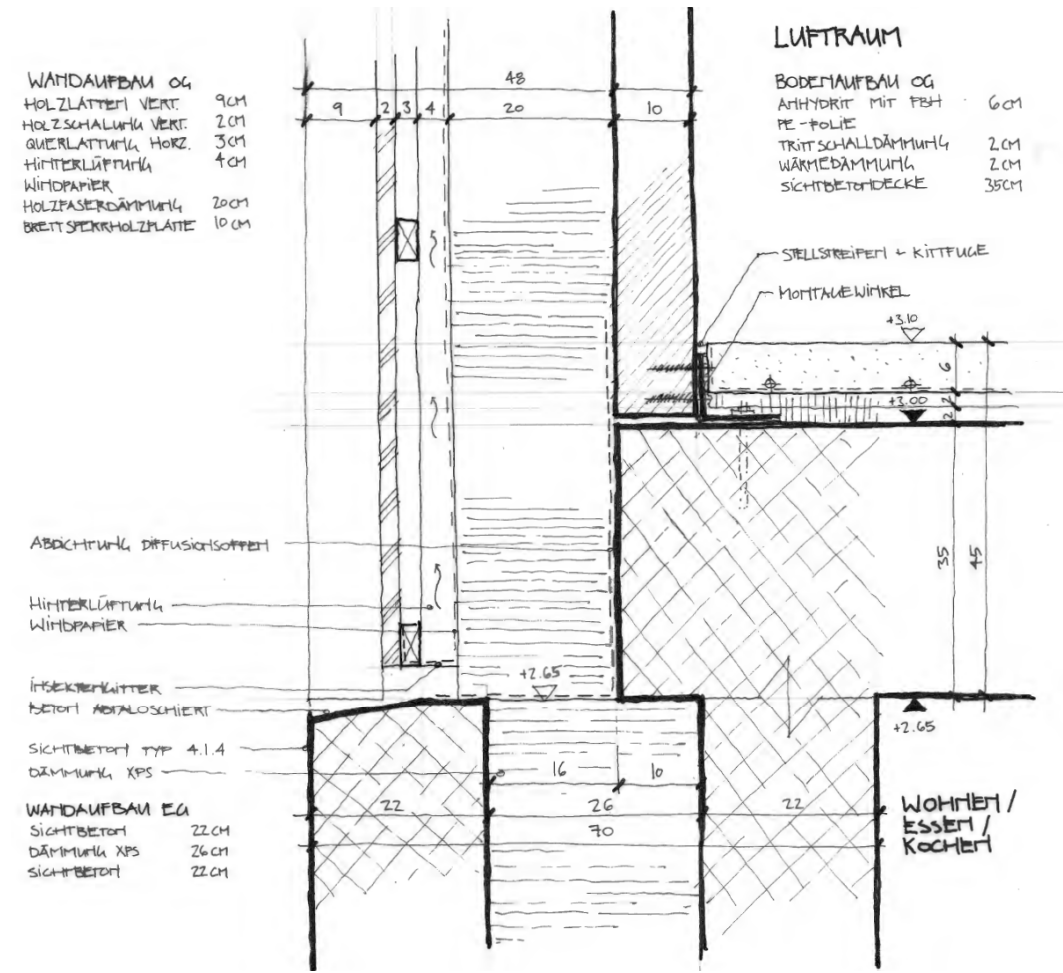 LUFTRAUM
WANDAUFBAU OG
HOLZLATTEN VERT. 9CM
HOLZSCHALUNG VERT. 2CM
QUERLATTUNG HORZ. 3CM
HINTERLÜFTUNG 4CM
WINDPAPIER
HOLZFASERDÄMMUNG 20CM
BRETTSPERRHOLZPLATTE 10CM
48
9 2 3 4 20 10
BODENAUFBAU OG
ANHYDRIT MIT FBH 6CM
PE-FOLIE
TRITTSCHALLDÄMMUNG 2CM
WÄRMEDÄMMUNG 2CM
SICHTBETONDECKE 35CM
STELLSTREIFEN + KITTFUGE
MONTAGEWINKEL
+3.10
6
+3.00
2
2
35
45
ABDICHTUNG DIFFUSIONSOFFEN
HINTERLÜFTUNG
WINDPAPIER
INSEKTENGITTER
BETON ABTALOSCHIERT
+2.65
+2.65
SICHTBETON TYP 4.1.4
DÄMMUNG XPS
16 10
22 26 22
70
WANDAUFBAU EG
SICHTBETON 22CM
DÄMMUNG XPS 26CM
SICHTBETON 22CM
WOHNEN /
ESSEN /
KOCHEN